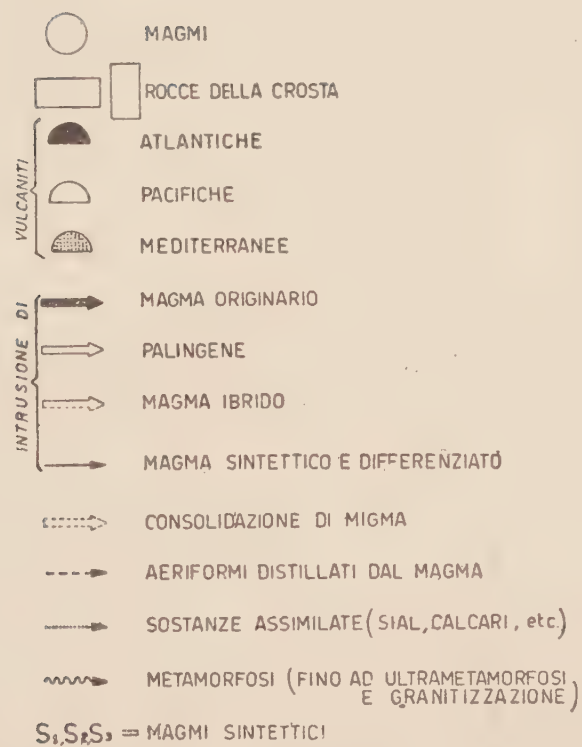 MAGMI
ROCCE DELLA CROSTA
VULCANITI
ATLANTICHE
PACIFICHE
MEDITERRANEE
INTRUSIONE DI
MAGMA ORIGINARIO
PALINGENE
MAGMA IBRIDO
MAGMA SINTETTICO E DIFFERENZIATO
CONSOLIDAZIONE DI MIGMA
AERIFORMI DISTILLATI DAL MAGMA
SOSTANZE ASSIMILATE (SIAL, CALCARI, etc.)
METAMORFOSI (FINO AD ULTRAMETAMORFOSI
E GRANITIZZAZIONE)
S₁, S₂, S₃ = MAGMI SINTETTICI